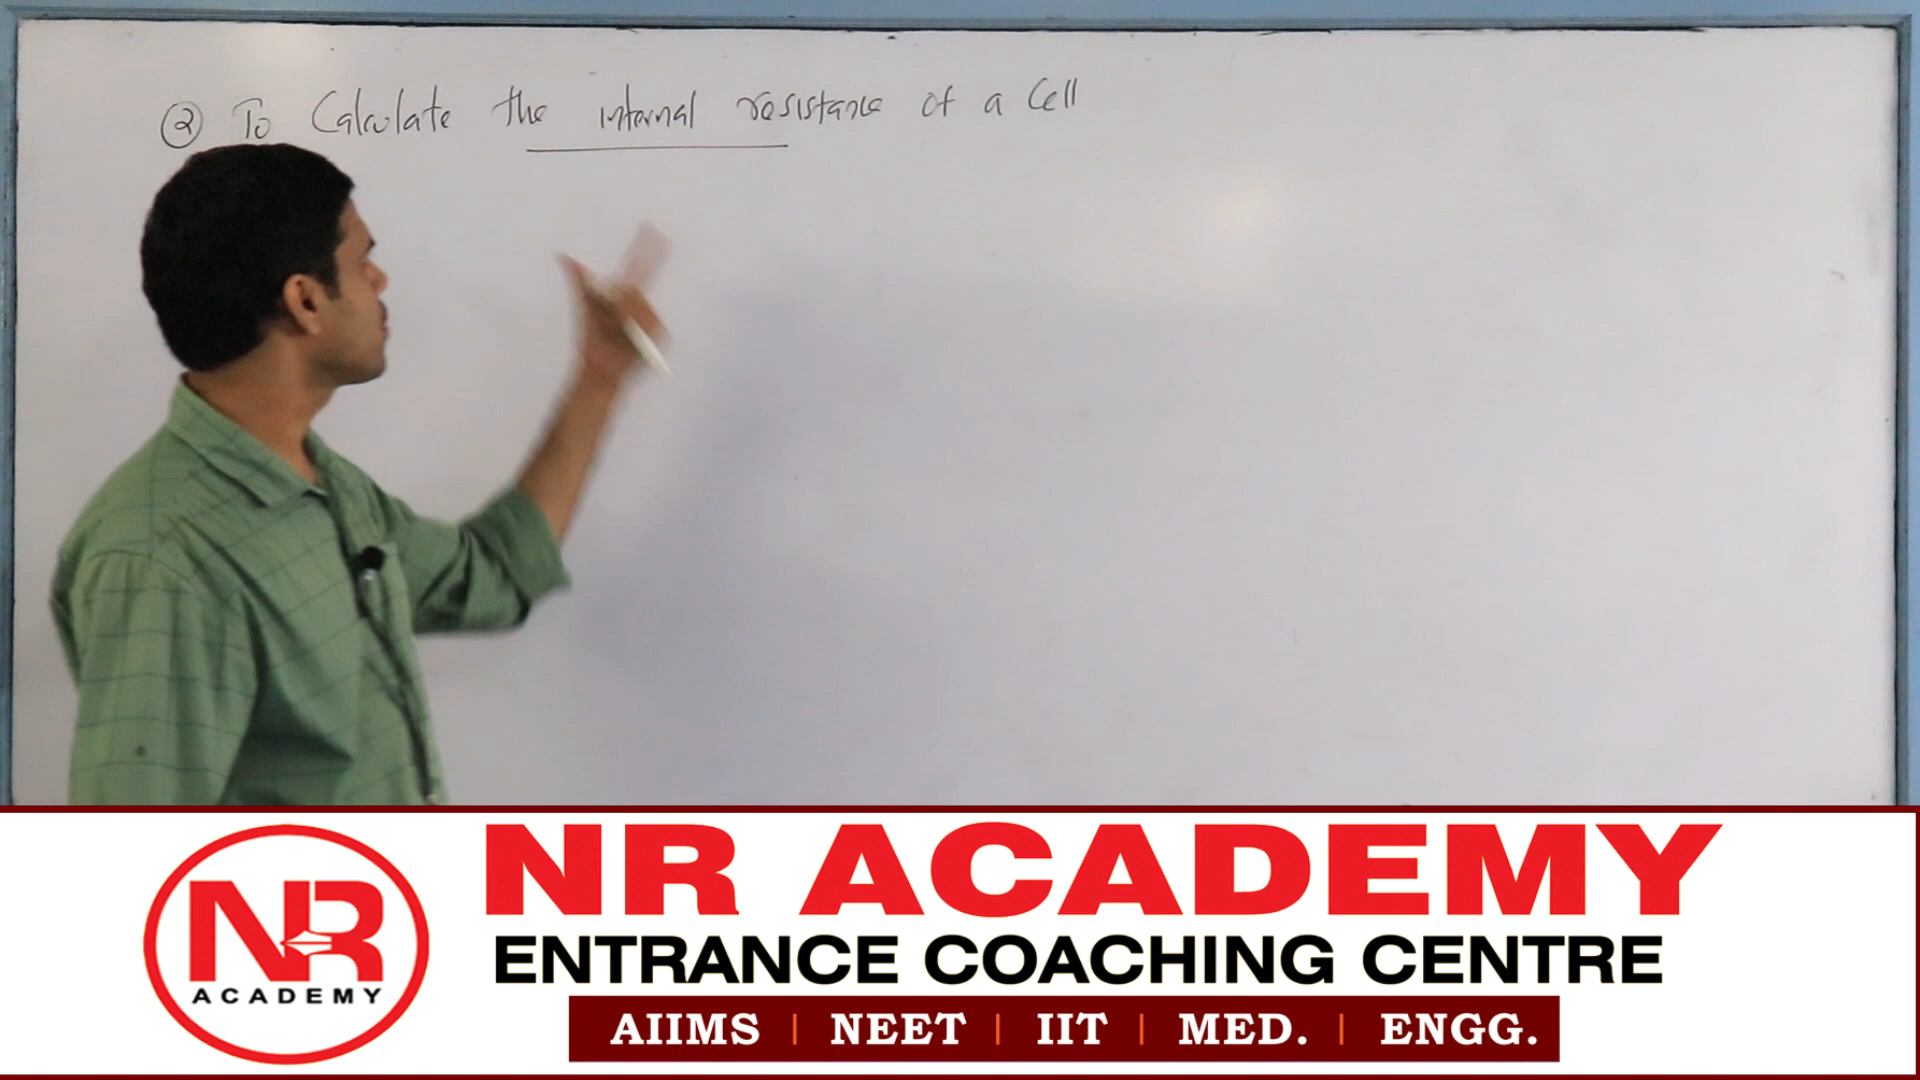 ② To Calculate the internal resistance of a Cell
NR
ACADEMY
NR ACADEMY
ENTRANCE COACHING CENTRE
AIIMS | NEET | IIT | MED. | ENGG.